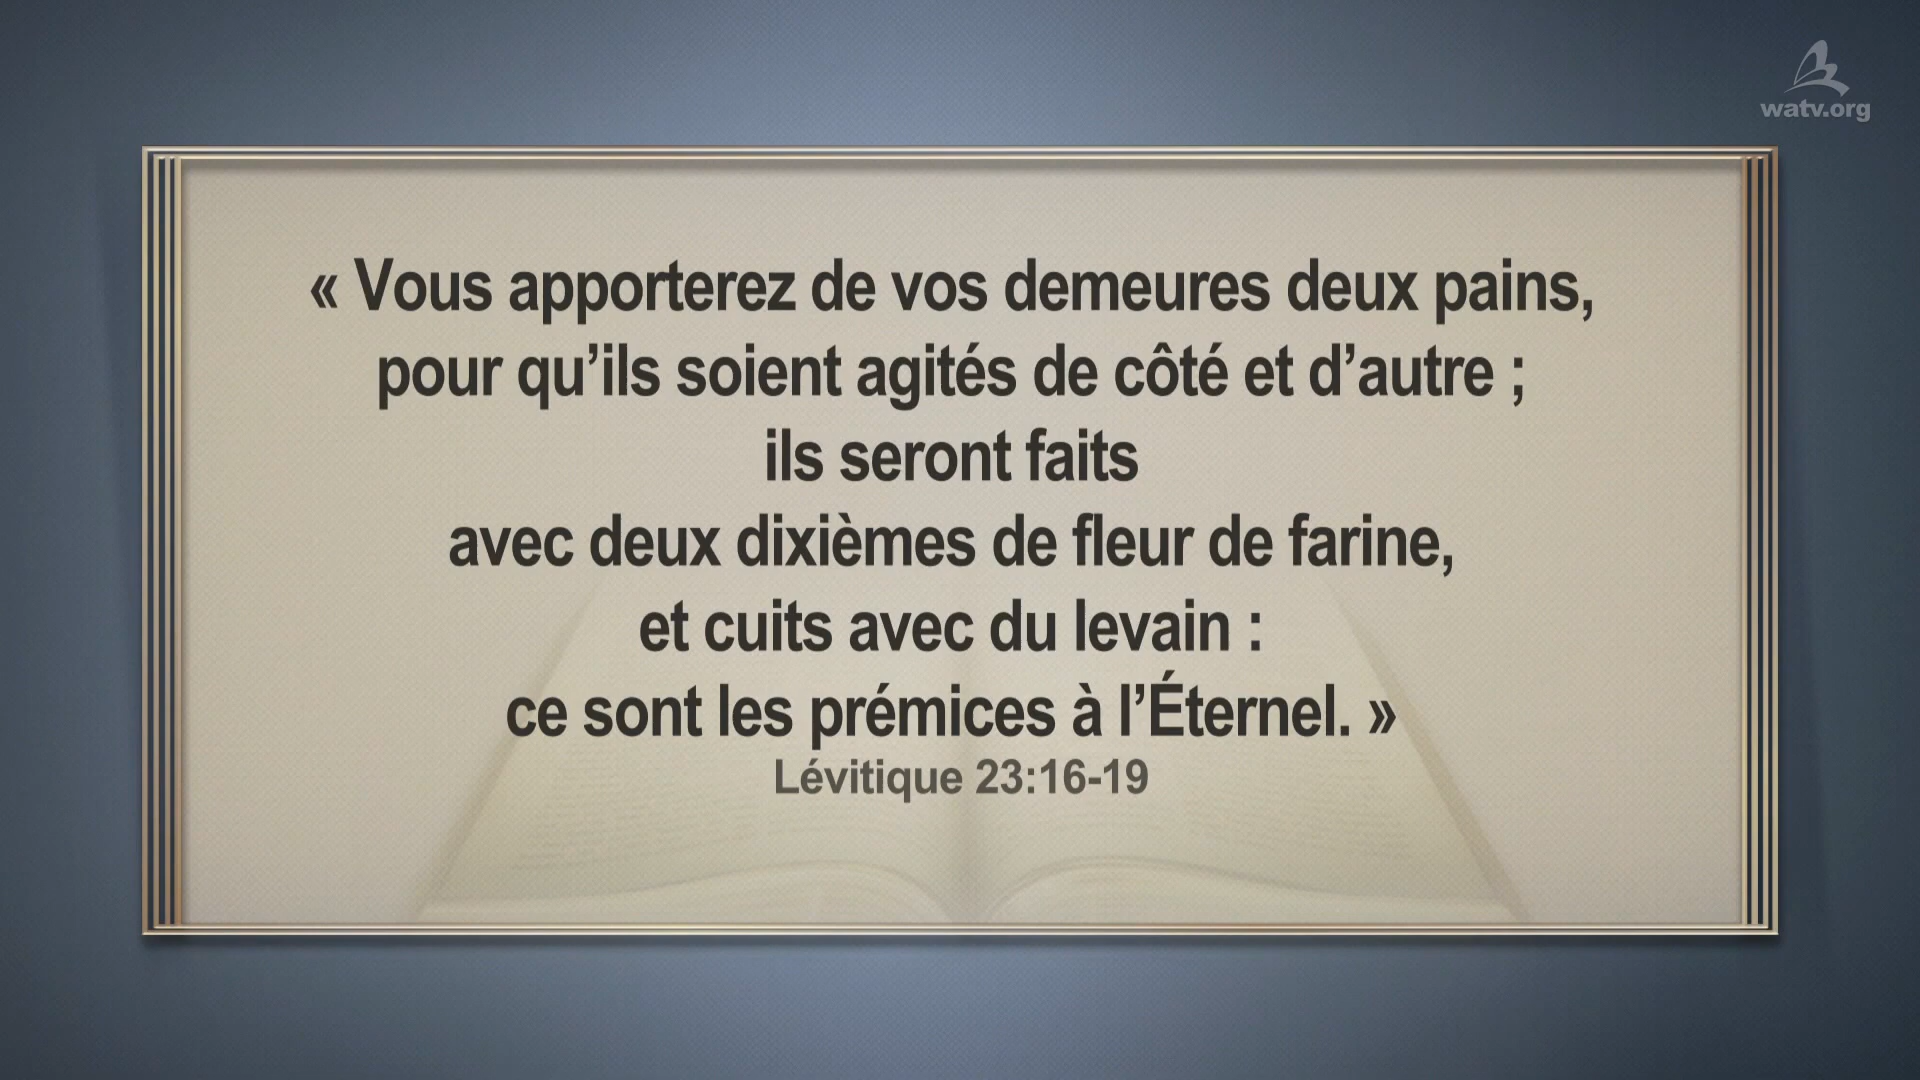 watv.org
« Vous apporterez de vos demeures deux pains,
pour qu’ils soient agités de côté et d’autre ;
ils seront faits
avec deux dixièmes de fleur de farine,
et cuits avec du levain :
ce sont les prémices à l’Éternel. »
Lévitique 23:16-19